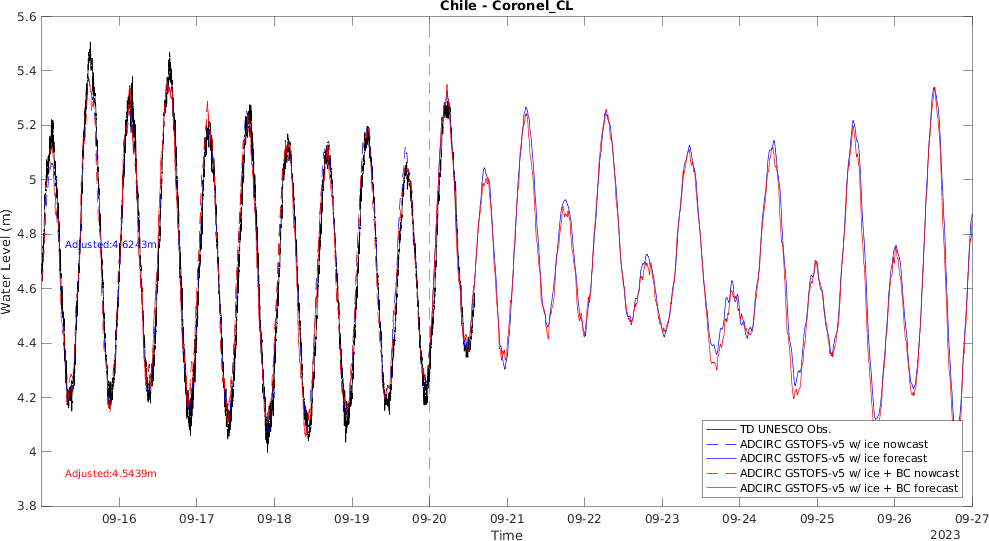 Chile - Coronel_CL
5.6
5.4
5.2
5
4.8
4.6
4.4
4.2
4
3.8
Water Level (m)
Adjusted:4.6243m
Adjusted:4.5439m
TD UNESCO Obs.
ADCIRC GSTOFS-v5 w/ ice nowcast
ADCIRC GSTOFS-v5 w/ ice forecast
ADCIRC GSTOFS-v5 w/ ice + BC nowcast
ADCIRC GSTOFS-v5 w/ ice + BC forecast
09-16 09-17 09-18 09-19 09-20 09-21 09-22 09-23 09-24 09-25 09-26 09-27
Time
2023